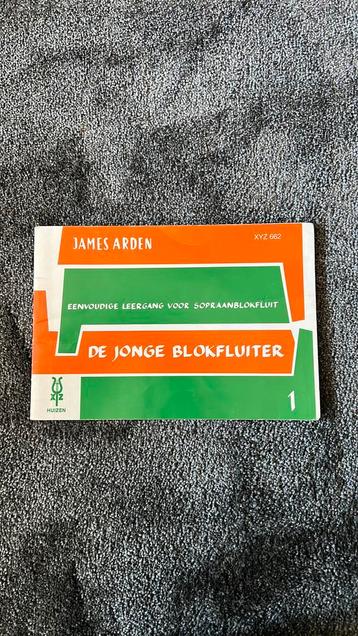 JAMES ARDEN
XYZ 662
EENVOUDIGE LEERGANG VOOR SOPRAANBLOKFLUIT
DE JONGE BLOKFLUITER
XYZ
HUIZEN
1